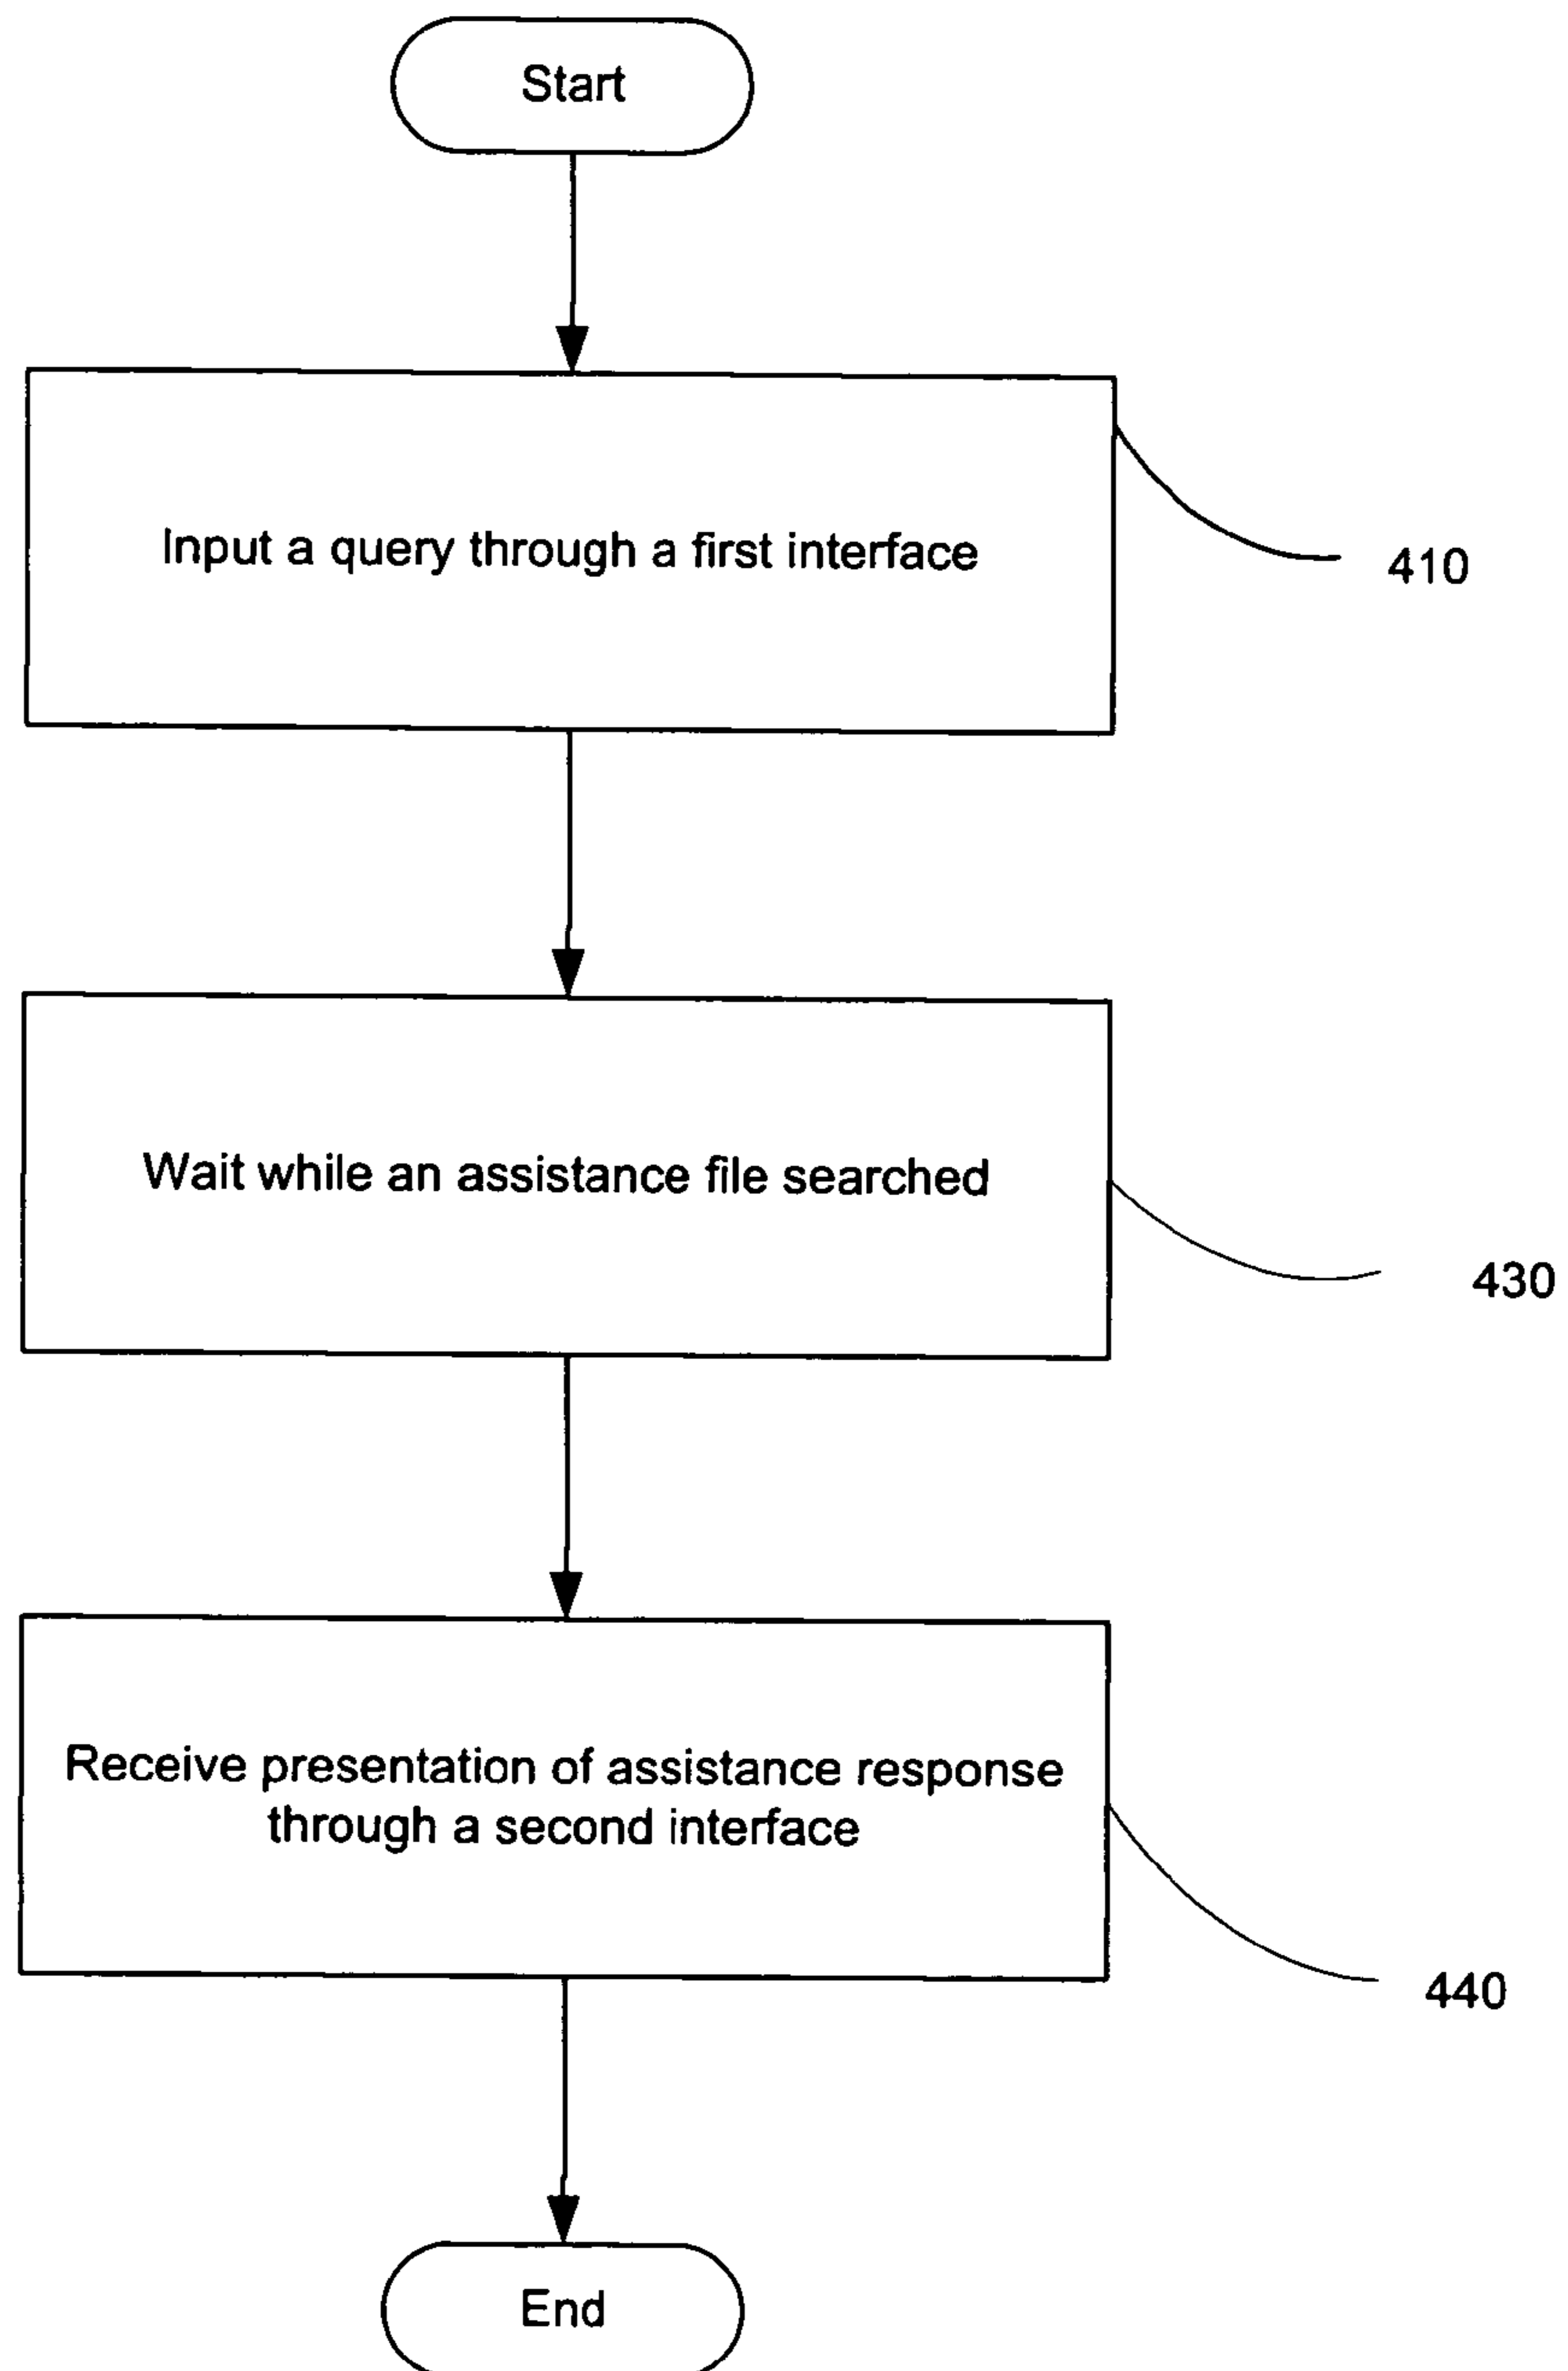 Start
Input a query through a first interface
410
Wait while an assistance file searched
430
Receive presentation of assistance response
through a second interface
440
End